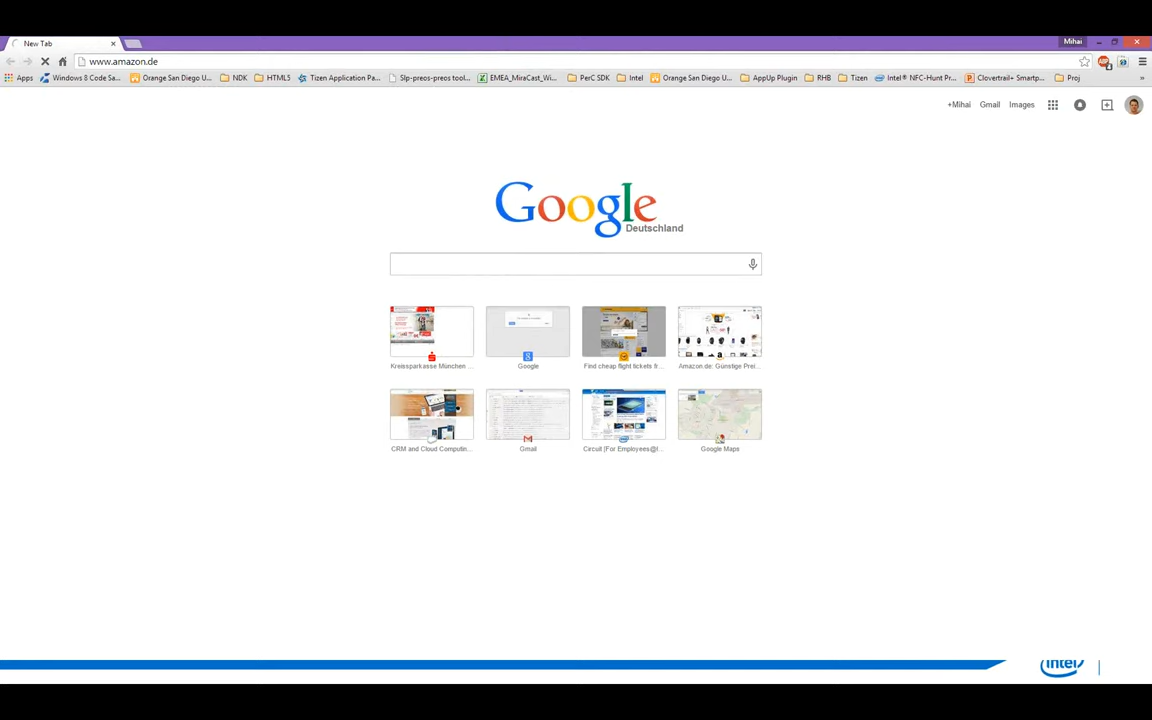 New Tab
Mihai
www.amazon.de
Apps Windows 8 Code Sa... Orange San Diego U... NDK HTML5 Tizen Application Pa... Slp-preos-press tool... EMEA_MiraCast_Wi... PerC SDK Intel Orange San Diego U... AppUp Plugin RHB Tizen Intel® NFC-Hunt Pr... Clovertrail+ Smartp... Proj »
+Mihai Gmail Images
Google
Deutschland
Kreissparkasse München ... Google Find cheap flight tickets fr... Amazon.de: Günstige Prei...
CRM and Cloud Computin... Gmail Circuit |For Employees@I... Google Maps
intel